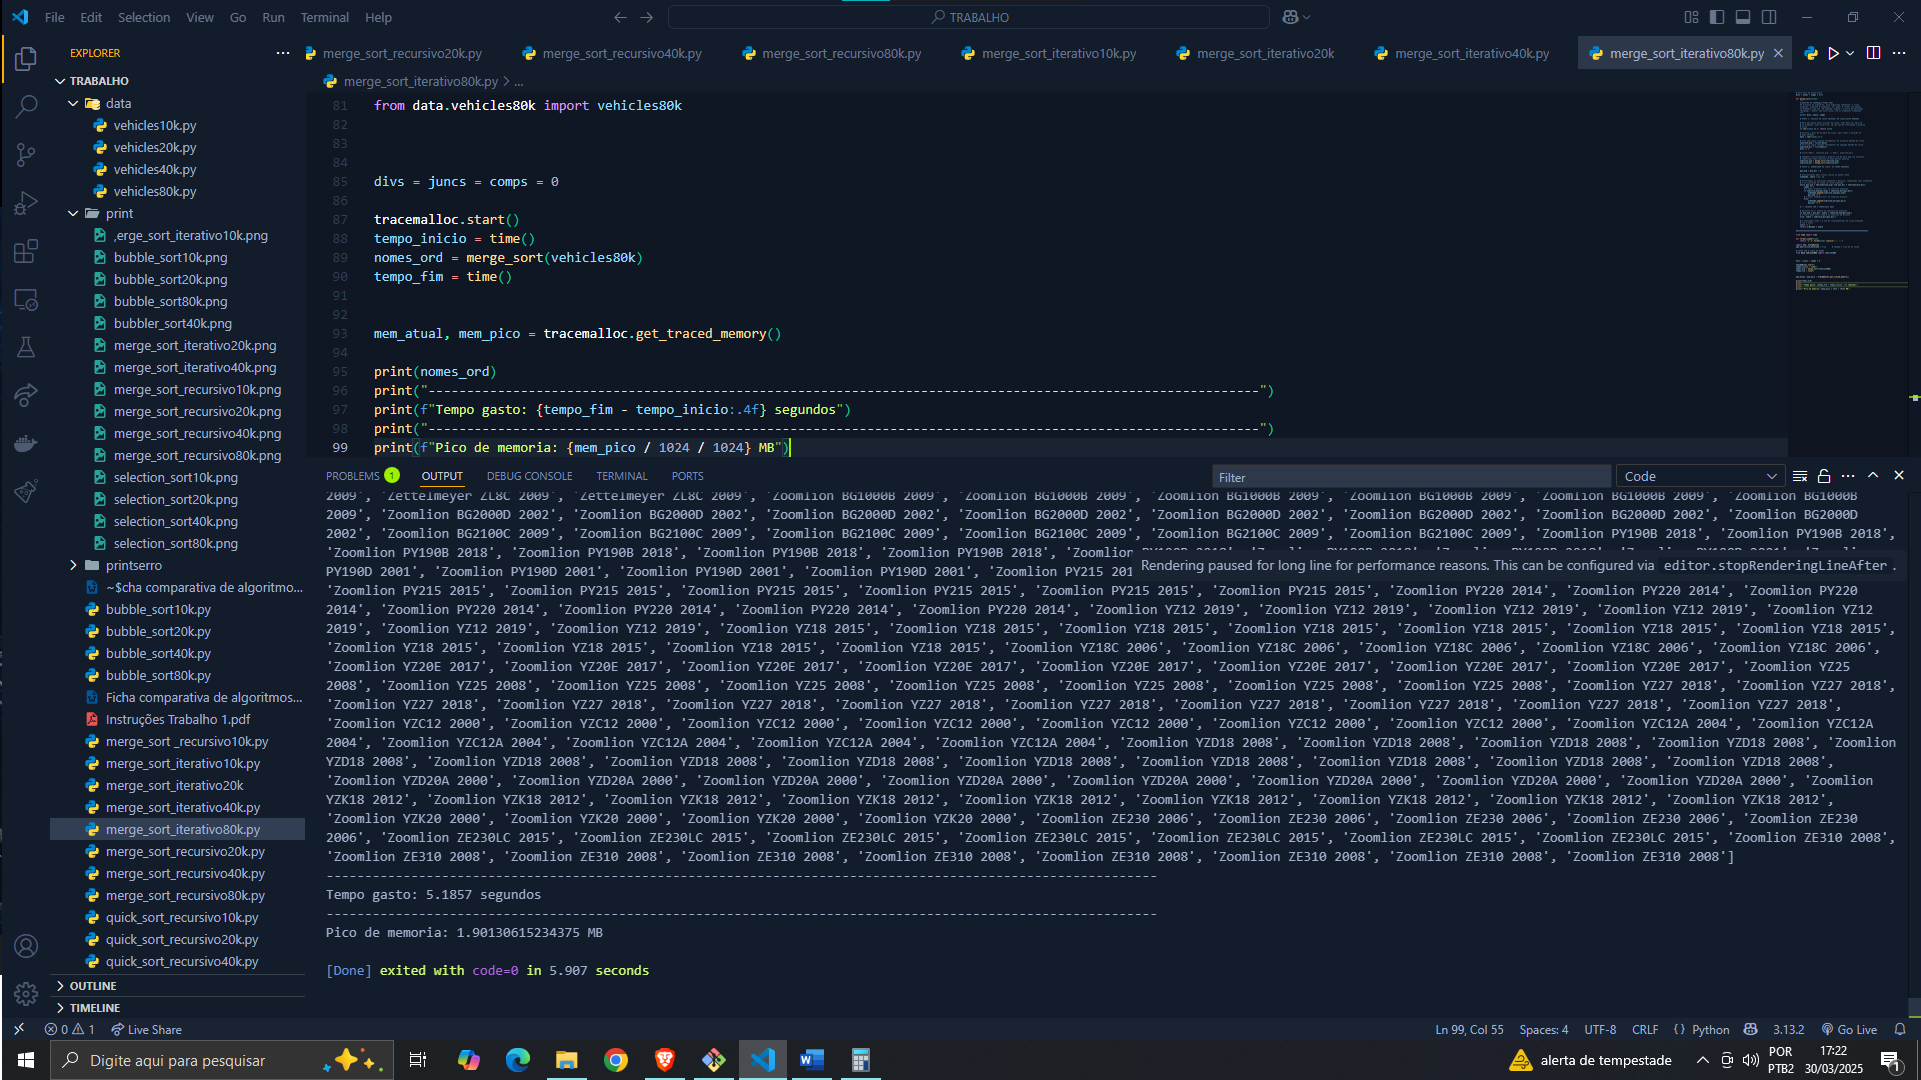 File Edit Selection View Go Run Terminal Help
TRABALHO
EXPLORER
merge_sort_recursivo20k.py merge_sort_recursivo40k.py merge_sort_recursivo80k.py merge_sort_iterativo10k.py merge_sort_iterativo20k merge_sort_iterativo40k.py merge_sort_iterativo80k.py
merge_sort_iterativo80k.py > ...
TRABALHO
data
vehicles10k.py
vehicles20k.py
vehicles40k.py
vehicles80k.py
print
,erge_sort_iterativo10k.png
bubble_sort10k.png
bubble_sort20k.png
bubble_sort80k.png
bubbler_sort40k.png
merge_sort_iterativo20k.png
merge_sort_iterativo40k.png
merge_sort_recursivo10k.png
merge_sort_recursivo20k.png
merge_sort_recursivo40k.png
merge_sort_recursivo80k.png
selection_sort10k.png
selection_sort20k.png
selection_sort40k.png
selection_sort80k.png
printserro
~$cha comparativa de algoritmo...
bubble_sort10k.py
bubble_sort20k.py
bubble_sort40k.py
bubble_sort80k.py
Ficha comparativa de algoritmos...
Instruções Trabalho 1.pdf
merge_sort _recursivo10k.py
merge_sort_iterativo10k.py
merge_sort_iterativo20k
merge_sort_iterativo40k.py
merge_sort_iterativo80k.py
merge_sort_recursivo20k.py
merge_sort_recursivo40k.py
merge_sort_recursivo80k.py
quick_sort_recursivo10k.py
quick_sort_recursivo20k.py
quick_sort_recursivo40k.py
OUTLINE
TIMELINE
81 from data.vehicles80k import vehicles80k
82
83
84
85 divs = juncs = comps = 0
86
87 tracemalloc.start()
88 tempo_inicio = time()
89 nomes_ord = merge_sort(vehicles80k)
90 tempo_fim = time()
91
92
93 mem_atual, mem_pico = tracemalloc.get_traced_memory()
94
95 print(nomes_ord)
96 print("------------------------------------------------------------------------------------------------------------")
97 print(f"Tempo gasto: {tempo_fim - tempo_inicio:.4f} segundos")
98 print("------------------------------------------------------------------------------------------------------------")
99 print(f"Pico de memoria: {mem_pico / 1024 / 1024} MB")
PROBLEMS 1 OUTPUT DEBUG CONSOLE TERMINAL PORTS Filter Code
2009', 'Zettelmeyer ZL8C 2009', 'Zettelmeyer ZL8C 2009', 'Zoomlion BG1000B 2009', 'Zoomlion BG1000B 2009', 'Zoomlion BG1000B 2009', 'Zoomlion BG1000B 2009', 'Zoomlion BG1000B 2009', 'Zoomlion BG1000B
2009', 'Zoomlion BG2000D 2002', 'Zoomlion BG2000D 2002', 'Zoomlion BG2000D 2002', 'Zoomlion BG2000D 2002', 'Zoomlion BG2000D 2002', 'Zoomlion BG2000D 2002', 'Zoomlion BG2000D 2002', 'Zoomlion BG2000D
2002', 'Zoomlion BG2100C 2009', 'Zoomlion BG2100C 2009', 'Zoomlion BG2100C 2009', 'Zoomlion BG2100C 2009', 'Zoomlion BG2100C 2009', 'Zoomlion BG2100C 2009', 'Zoomlion PY190B 2018', 'Zoomlion PY190B 2018',
'Zoomlion PY190B 2018', 'Zoomlion PY190B 2018', 'Zoomlion PY190B 2018', 'Zoomlion PY190B 2018', 'Zoomlion
PY190D 2001', 'Zoomlion PY190D 2001', 'Zoomlion PY190D 2001', 'Zoomlion PY190D 2001', 'Zoomlion PY215 201
Rendering paused for long line for performance reasons. This can be configured via editor.stopRenderingLineAfter.
'Zoomlion PY215 2015', 'Zoomlion PY215 2015', 'Zoomlion PY215 2015', 'Zoomlion PY215 2015', 'Zoomlion PY215 2015', 'Zoomlion PY215 2015', 'Zoomlion PY220 2014', 'Zoomlion PY220 2014', 'Zoomlion PY220
2014', 'Zoomlion PY220 2014', 'Zoomlion PY220 2014', 'Zoomlion PY220 2014', 'Zoomlion PY220 2014', 'Zoomlion YZ12 2019', 'Zoomlion YZ12 2019', 'Zoomlion YZ12 2019', 'Zoomlion YZ12 2019', 'Zoomlion YZ12
2019', 'Zoomlion YZ12 2019', 'Zoomlion YZ12 2019', 'Zoomlion YZ18 2015', 'Zoomlion YZ18 2015', 'Zoomlion YZ18 2015', 'Zoomlion YZ18 2015', 'Zoomlion YZ18 2015', 'Zoomlion YZ18 2015', 'Zoomlion YZ18 2015',
'Zoomlion YZ18 2015', 'Zoomlion YZ18 2015', 'Zoomlion YZ18 2015', 'Zoomlion YZ18 2015', 'Zoomlion YZ18C 2006', 'Zoomlion YZ18C 2006', 'Zoomlion YZ18C 2006', 'Zoomlion YZ18C 2006', 'Zoomlion YZ18C 2006',
'Zoomlion YZ20E 2017', 'Zoomlion YZ20E 2017', 'Zoomlion YZ20E 2017', 'Zoomlion YZ20E 2017', 'Zoomlion YZ20E 2017', 'Zoomlion YZ20E 2017', 'Zoomlion YZ20E 2017', 'Zoomlion YZ20E 2017', 'Zoomlion YZ25
2008', 'Zoomlion YZ25 2008', 'Zoomlion YZ25 2008', 'Zoomlion YZ25 2008', 'Zoomlion YZ25 2008', 'Zoomlion YZ25 2008', 'Zoomlion YZ25 2008', 'Zoomlion YZ25 2008', 'Zoomlion YZ27 2018', 'Zoomlion YZ27 2018',
'Zoomlion YZ27 2018', 'Zoomlion YZ27 2018', 'Zoomlion YZ27 2018', 'Zoomlion YZ27 2018', 'Zoomlion YZ27 2018', 'Zoomlion YZ27 2018', 'Zoomlion YZ27 2018', 'Zoomlion YZ27 2018', 'Zoomlion YZ27 2018',
'Zoomlion YZC12 2000', 'Zoomlion YZC12 2000', 'Zoomlion YZC12 2000', 'Zoomlion YZC12 2000', 'Zoomlion YZC12 2000', 'Zoomlion YZC12 2000', 'Zoomlion YZC12 2000', 'Zoomlion YZC12A 2004', 'Zoomlion YZC12A
2004', 'Zoomlion YZC12A 2004', 'Zoomlion YZC12A 2004', 'Zoomlion YZC12A 2004', 'Zoomlion YZC12A 2004', 'Zoomlion YZD18 2008', 'Zoomlion YZD18 2008', 'Zoomlion YZD18 2008', 'Zoomlion YZD18 2008', 'Zoomlion
YZD18 2008', 'Zoomlion YZD18 2008', 'Zoomlion YZD18 2008', 'Zoomlion YZD18 2008', 'Zoomlion YZD18 2008', 'Zoomlion YZD18 2008', 'Zoomlion YZD18 2008', 'Zoomlion YZD18 2008', 'Zoomlion YZD18 2008',
'Zoomlion YZD20A 2000', 'Zoomlion YZD20A 2000', 'Zoomlion YZD20A 2000', 'Zoomlion YZD20A 2000', 'Zoomlion YZD20A 2000', 'Zoomlion YZD20A 2000', 'Zoomlion YZD20A 2000', 'Zoomlion YZD20A 2000', 'Zoomlion
YZK18 2012', 'Zoomlion YZK18 2012', 'Zoomlion YZK18 2012', 'Zoomlion YZK18 2012', 'Zoomlion YZK18 2012', 'Zoomlion YZK18 2012', 'Zoomlion YZK18 2012', 'Zoomlion YZK18 2012', 'Zoomlion YZK18 2012',
'Zoomlion YZK20 2000', 'Zoomlion YZK20 2000', 'Zoomlion YZK20 2000', 'Zoomlion YZK20 2000', 'Zoomlion ZE230 2006', 'Zoomlion ZE230 2006', 'Zoomlion ZE230 2006', 'Zoomlion ZE230 2006', 'Zoomlion ZE230
2006', 'Zoomlion ZE230LC 2015', 'Zoomlion ZE230LC 2015', 'Zoomlion ZE230LC 2015', 'Zoomlion ZE230LC 2015', 'Zoomlion ZE230LC 2015', 'Zoomlion ZE230LC 2015', 'Zoomlion ZE230LC 2015', 'Zoomlion ZE310 2008',
'Zoomlion ZE310 2008', 'Zoomlion ZE310 2008', 'Zoomlion ZE310 2008', 'Zoomlion ZE310 2008', 'Zoomlion ZE310 2008', 'Zoomlion ZE310 2008', 'Zoomlion ZE310 2008', 'Zoomlion ZE310 2008']
------------------------------------------------------------------------------------------------------------
Tempo gasto: 5.1857 segundos
------------------------------------------------------------------------------------------------------------
Pico de memoria: 1.90130615234375 MB
[Done] exited with code=0 in 5.907 seconds
0 1 Live Share Ln 99, Col 55 Spaces: 4 UTF-8 CRLF {} Python 3.13.2 Go Live
Digite aqui para pesquisar
alerta de tempestade
POR
PTB2
17:22
30/03/2025
1